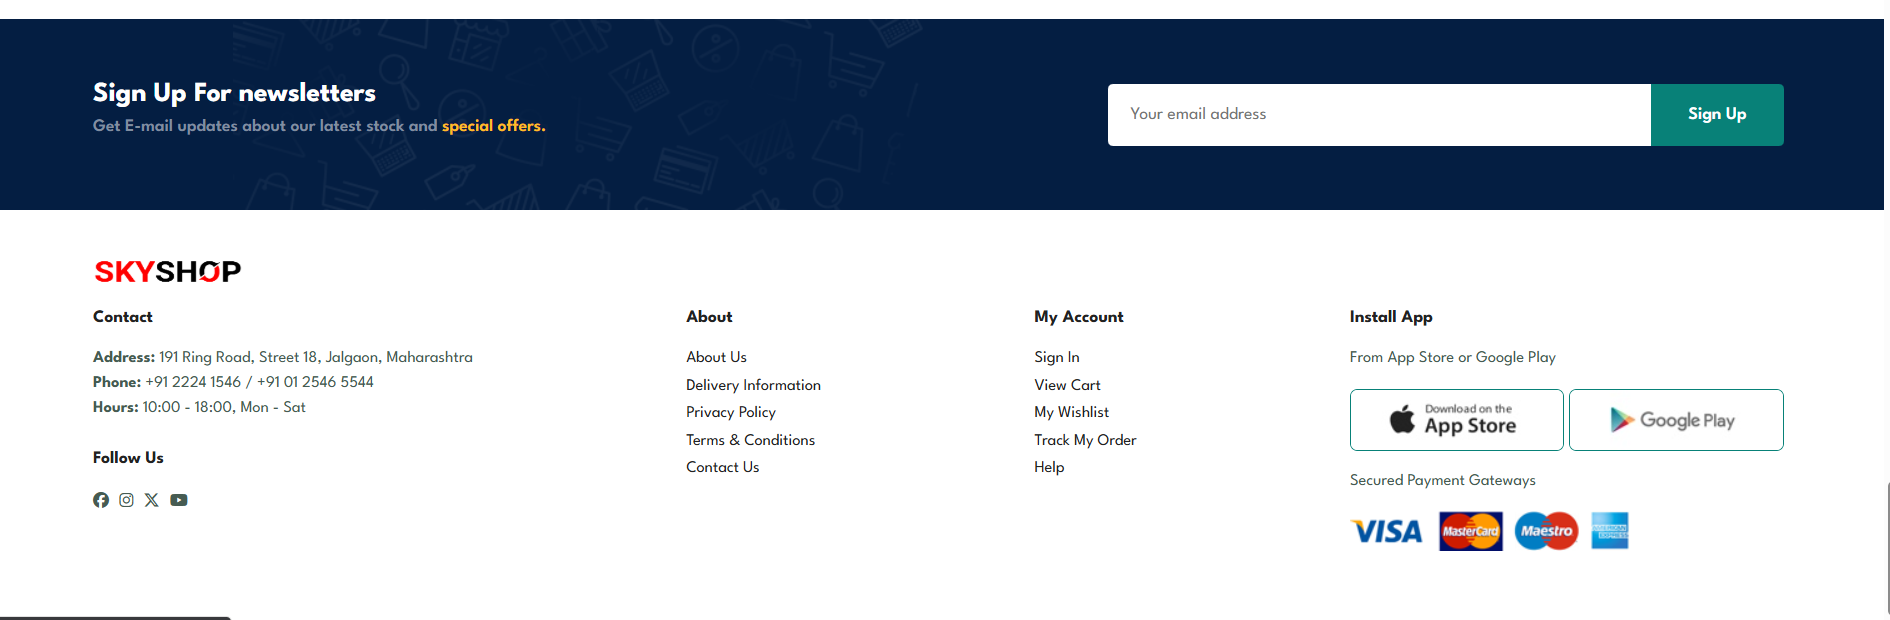 Sign Up For newsletters
Get E-mail updates about our latest stock and special offers.
Your email address
Sign Up
SKYSHOP
Contact
Address: 191 Ring Road, Street 18, Jalgaon, Maharashtra
Phone: +91 2224 1546 / +91 01 2546 5544
Hours: 10:00 - 18:00, Mon - Sat
Follow Us
About
About Us
Delivery Information
Privacy Policy
Terms & Conditions
Contact Us
My Account
Sign In
View Cart
My Wishlist
Track My Order
Help
Install App
From App Store or Google Play
Download on the
App Store
Google Play
Secured Payment Gateways
VISA
MasterCard
Maestro
AMERICAN
EXPRESS